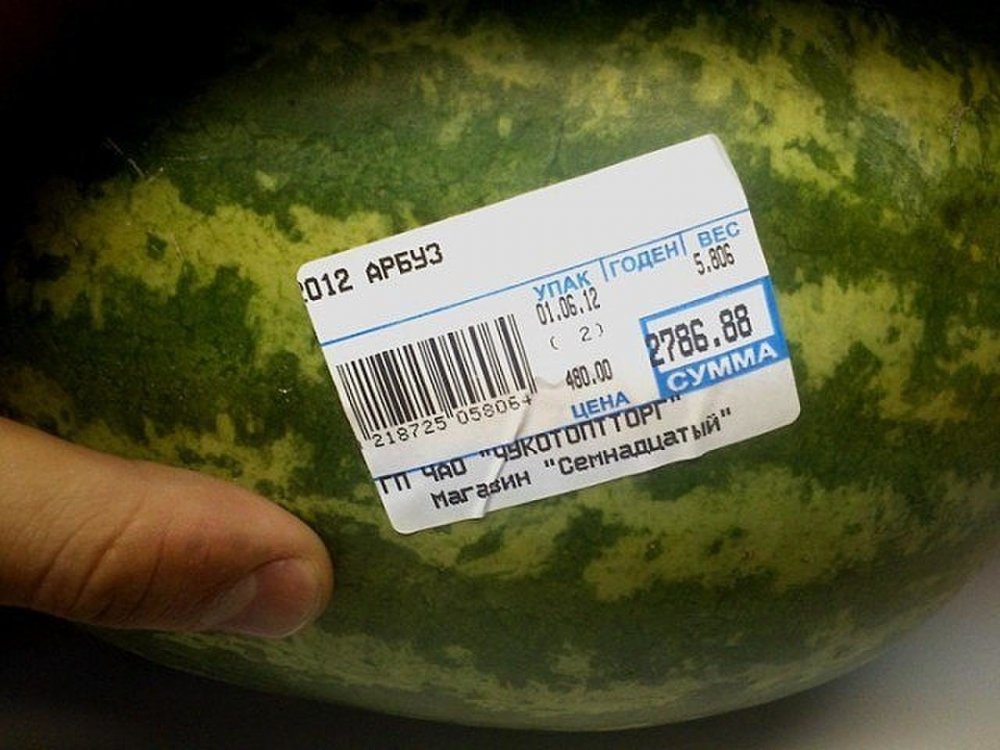 2012 АРБУЗ
УПАК ГОДЕН ВЕС
01.06.12 5.806
( 2)
480.00 2786.88
ЦЕНА СУММА
218725 05806
ГП ЧАО "ЧУКОТОПТТОРГ"
Магазин "Семнадцатый"